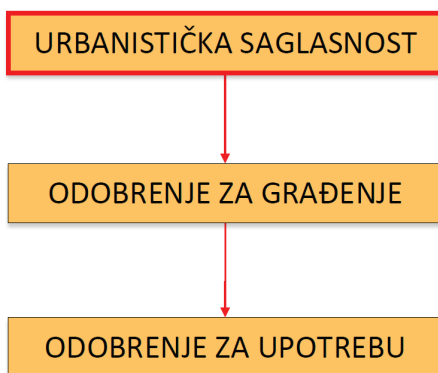 URBANISTIČKA SAGLASNOST
ODOBRENJE ZA GRAĐENJE
ODOBRENJE ZA UPOTREBU